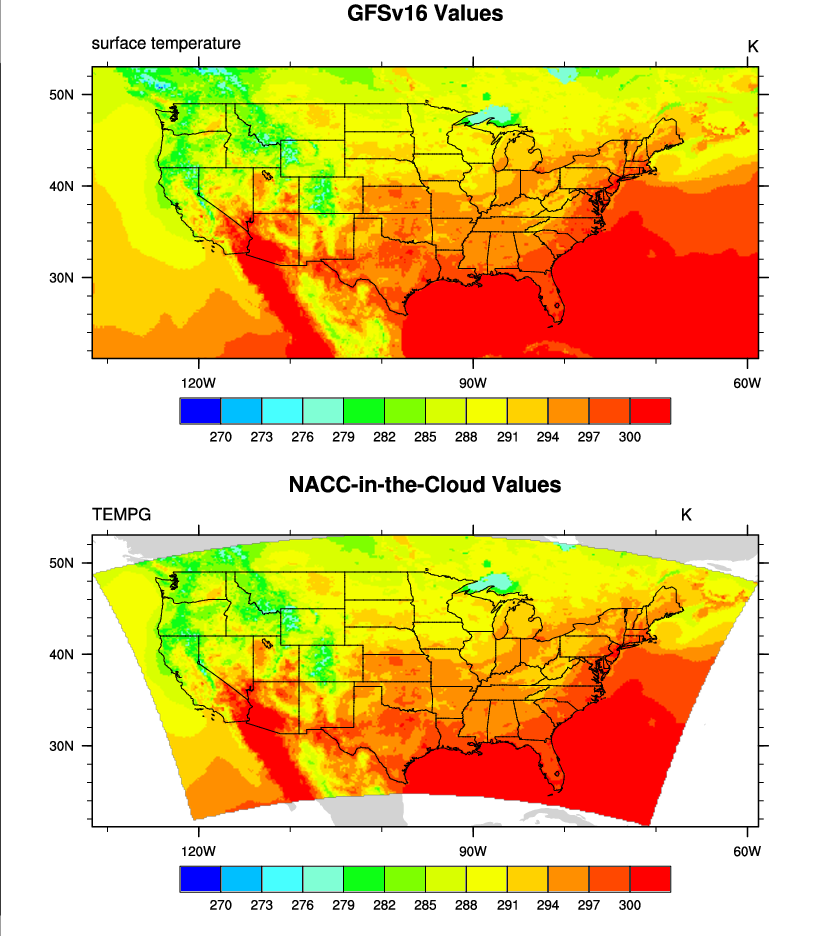 GFSv16 Values
surface temperature K
50N
40N
30N
120W 90W 60W
270 273 276 279 282 285 288 291 294 297 300
NACC-in-the-Cloud Values
TEMPG K
50N
40N
30N
120W 90W 60W
270 273 276 279 282 285 288 291 294 297 300